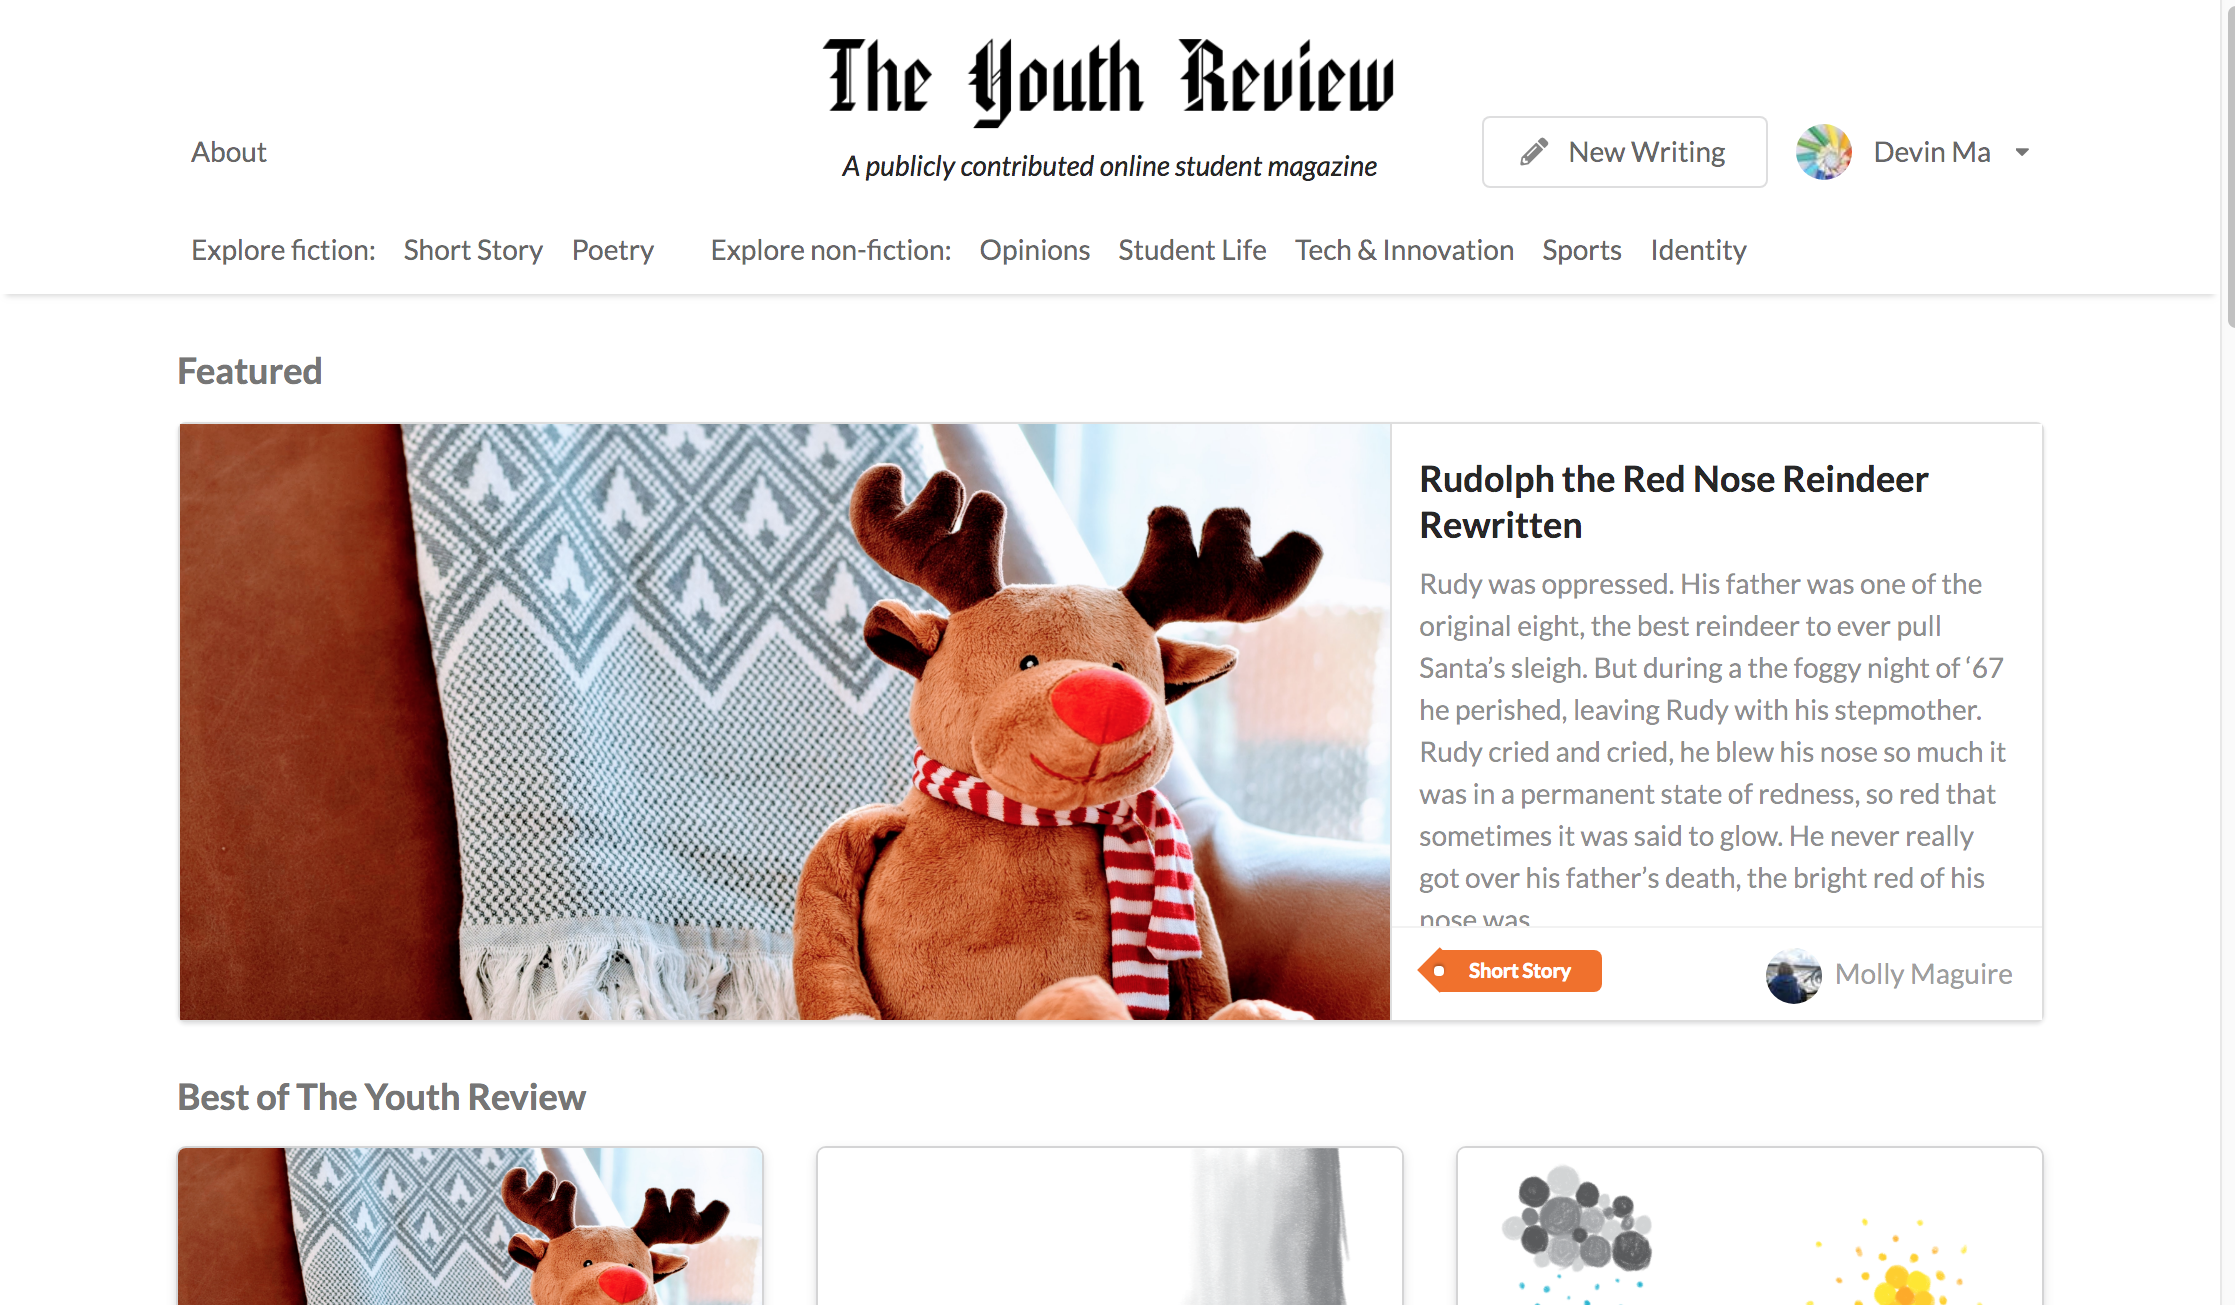 The Youth Review
A publicly contributed online student magazine
About
New Writing
Devin Ma
Explore fiction: Short Story Poetry Explore non-fiction: Opinions Student Life Tech & Innovation Sports Identity
Featured
Rudolph the Red Nose Reindeer
Rewritten
Rudy was oppressed. His father was one of the
original eight, the best reindeer to ever pull
Santa’s sleigh. But during a the foggy night of ‘67
he perished, leaving Rudy with his stepmother.
Rudy cried and cried, he blew his nose so much it
was in a permanent state of redness, so red that
sometimes it was said to glow. He never really
got over his father’s death, the bright red of his
nose was
Short Story
Molly Maguire
Best of The Youth Review